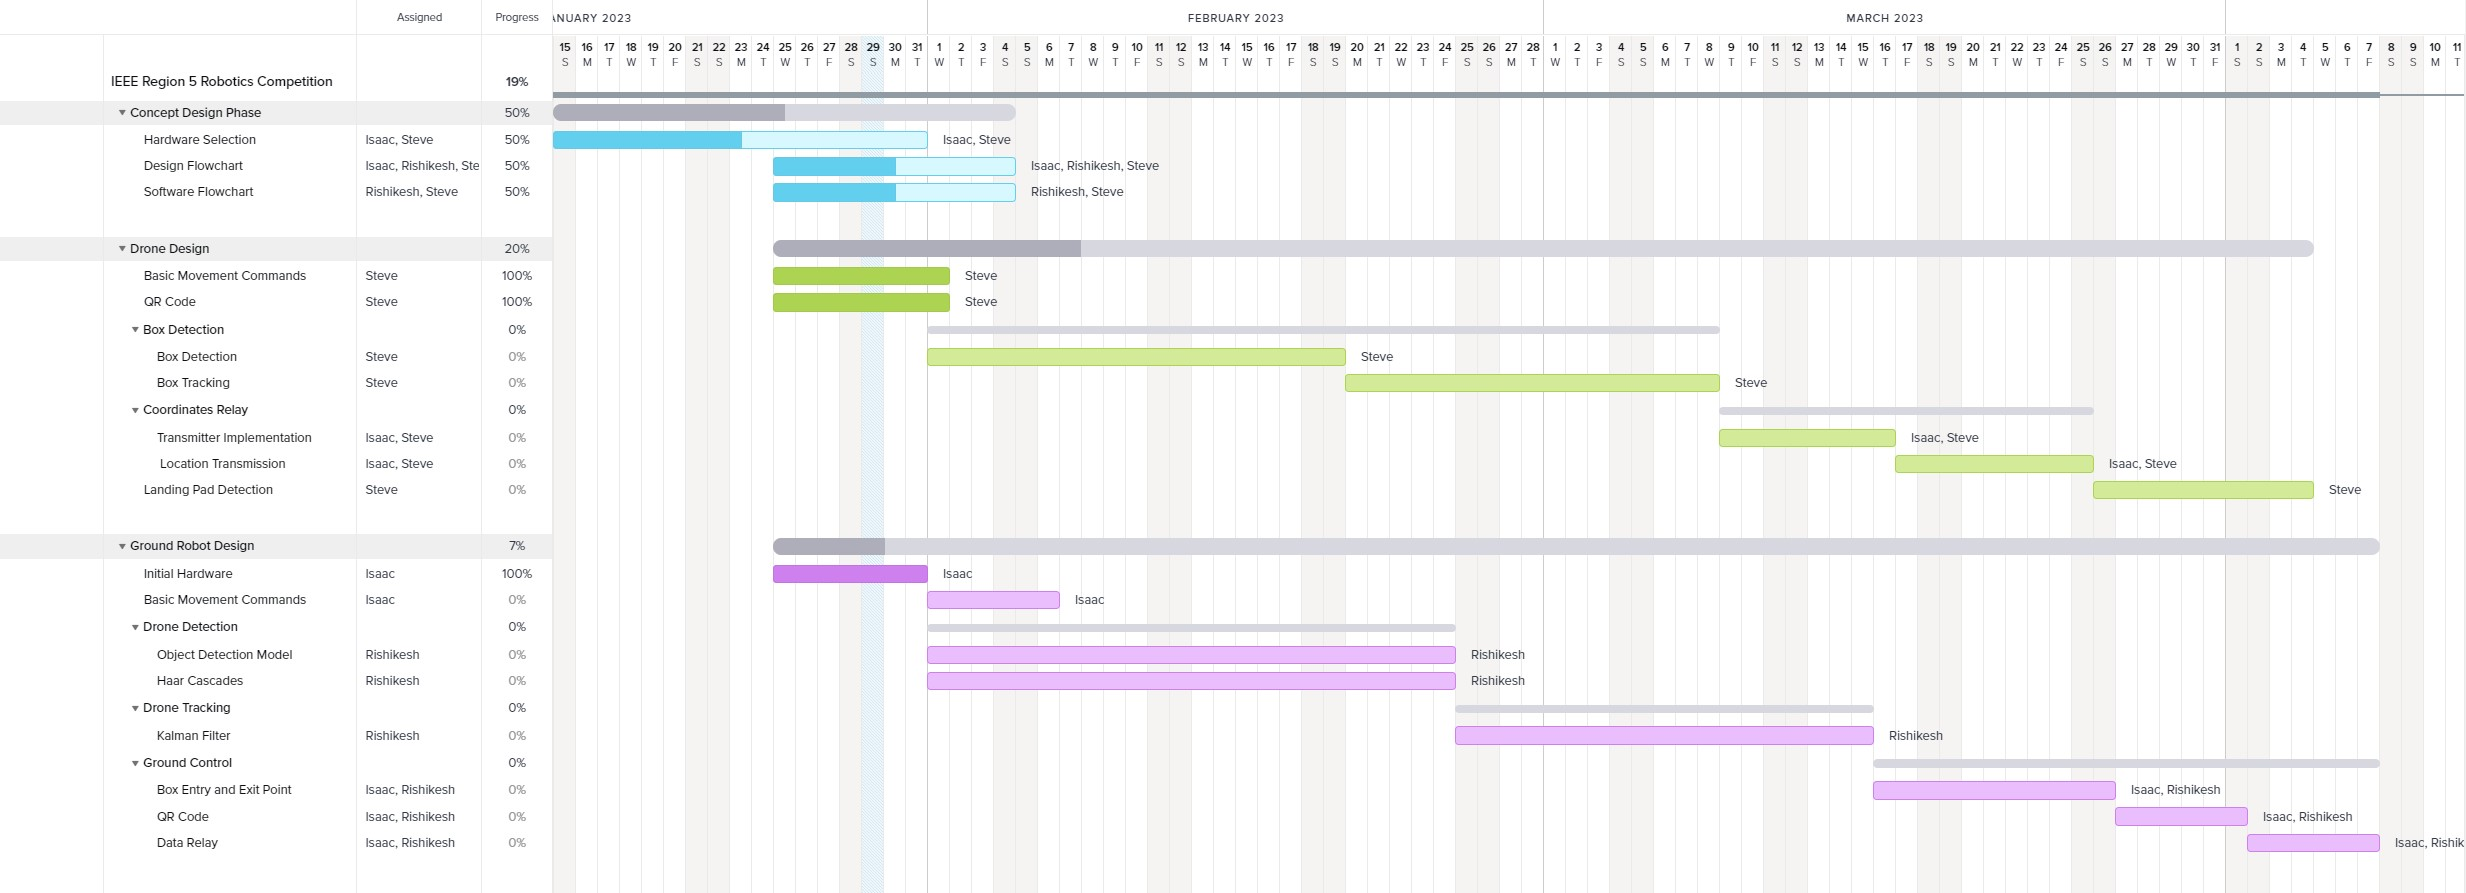 Assigned Progress ANUARY 2023 FEBRUARY 2023 MARCH 2023
15 16 17 18 19 20 21 22 23 24 25 26 27 28 29 30 31 1 2 3 4 5 6 7 8 9 10 11 12 13 14 15 16 17 18 19 20 21 22 23 24 25 26 27 28 1 2 3 4 5 6 7 8 9 10 11 12 13 14 15 16 17 18 19 20 21 22 23 24 25 26 27 28 29 30 31 1 2 3 4 5 6 7 8 9 10 11
S M T W T F S S M T W T F S S M T W T F S S M T W T F S S M T W T F S S M T W T F S S M T W T F S S M T W T F S S M T W T F S S M T W T F S S M T W T F S S M T W T F S S M T
IEEE Region 5 Robotics Competition 19%
Concept Design Phase 50%
Hardware Selection Isaac, Steve 50% Isaac, Steve
Design Flowchart Isaac, Rishikesh, Ste 50% Isaac, Rishikesh, Steve
Software Flowchart Rishikesh, Steve 50% Rishikesh, Steve
Drone Design 20%
Basic Movement Commands Steve 100% Steve
QR Code Steve 100% Steve
Box Detection 0%
Box Detection Steve 0% Steve
Box Tracking Steve 0% Steve
Coordinates Relay 0%
Transmitter Implementation Isaac, Steve 0% Isaac, Steve
Location Transmission Isaac, Steve 0% Isaac, Steve
Landing Pad Detection Steve 0% Steve
Ground Robot Design 7%
Initial Hardware Isaac 100% Isaac
Basic Movement Commands Isaac 0% Isaac
Drone Detection 0%
Object Detection Model Rishikesh 0% Rishikesh
Haar Cascades Rishikesh 0% Rishikesh
Drone Tracking 0%
Kalman Filter Rishikesh 0% Rishikesh
Ground Control 0%
Box Entry and Exit Point Isaac, Rishikesh 0% Isaac, Rishikesh
QR Code Isaac, Rishikesh 0% Isaac, Rishikesh
Data Relay Isaac, Rishikesh 0% Isaac, Rishik